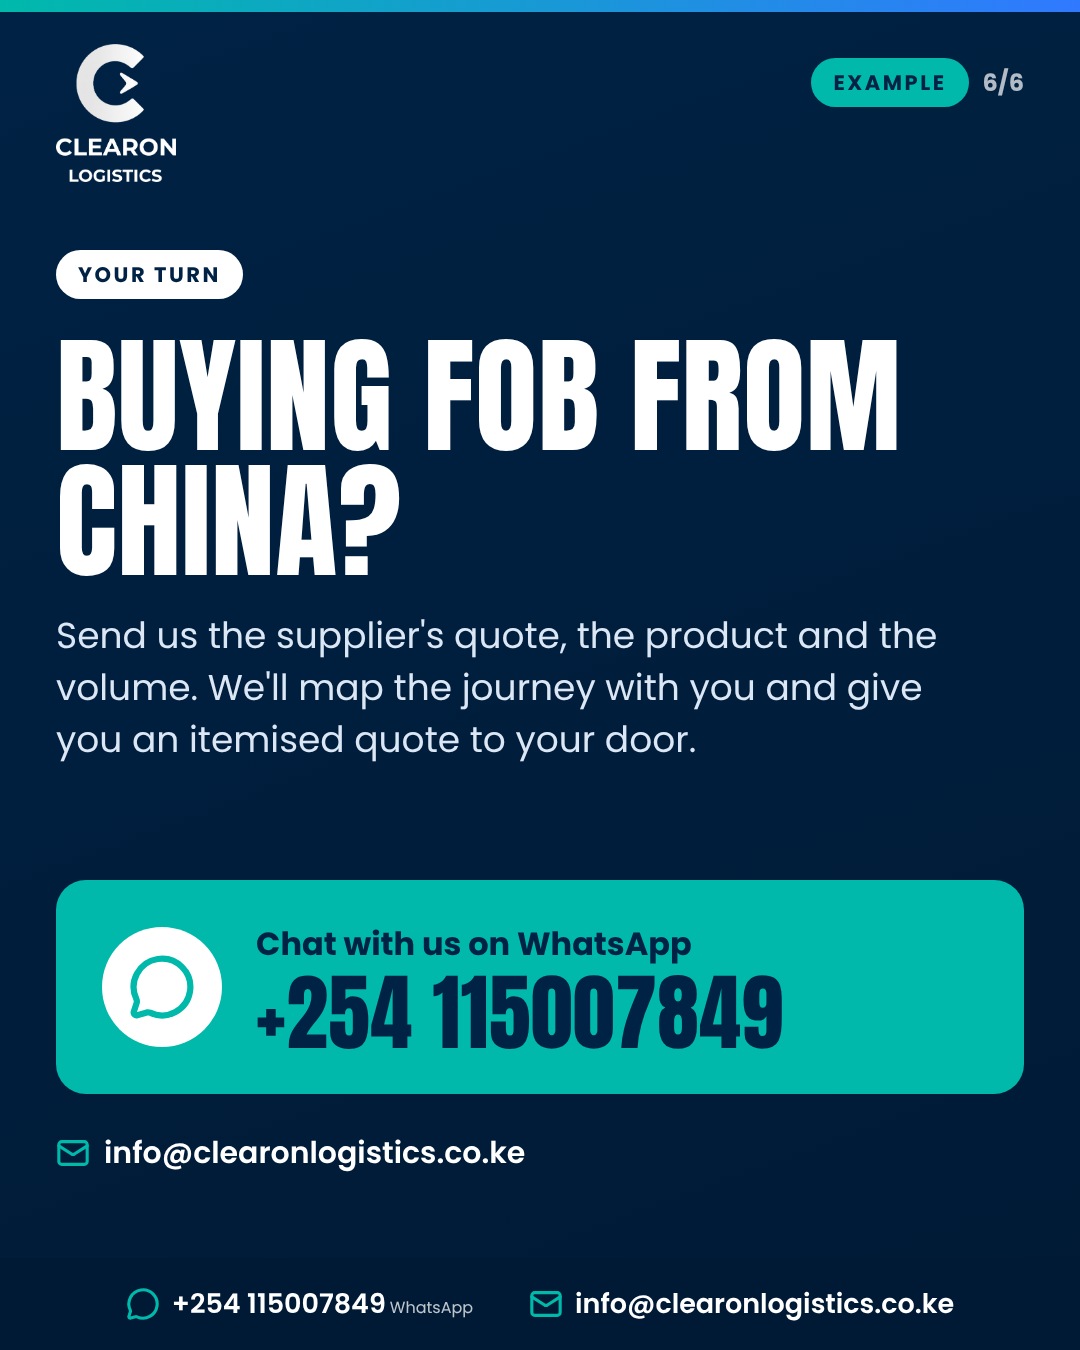 CLEARON
LOGISTICS
EXAMPLE 6/6
YOUR TURN
BUYING FOB FROM
CHINA?
Send us the supplier's quote, the product and the
volume. We'll map the journey with you and give
you an itemised quote to your door.
Chat with us on WhatsApp
+254 115007849
info@clearonlogistics.co.ke
+254 115007849 WhatsApp info@clearonlogistics.co.ke